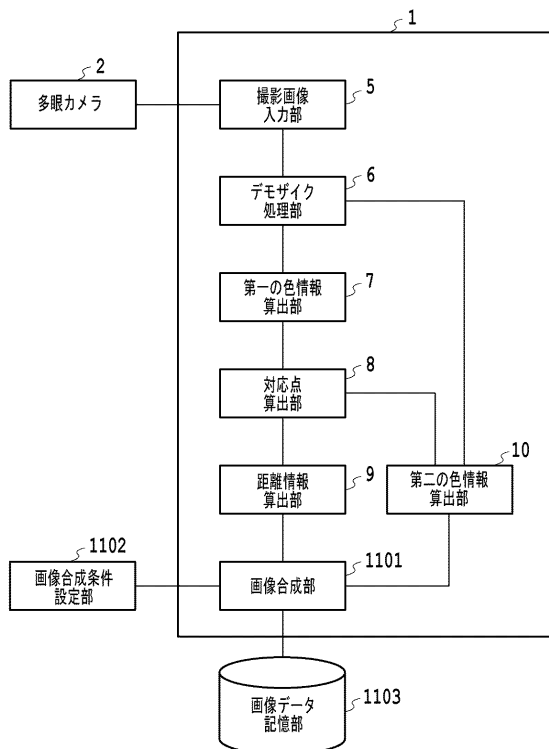 1
2
多眼カメラ
撮影画像
入力部
5
デモザイク
処理部
6
第一の色情報
算出部
7
対応点
算出部
8
距離情報
算出部
9
第二の色情報
算出部
10
画像合成条件
設定部
1102
画像合成部
1101
画像データ
記憶部
1103